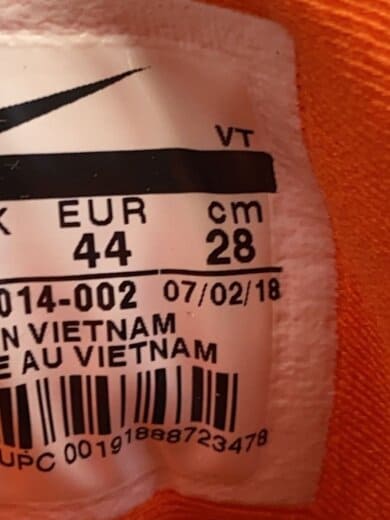 VT
K EUR cm
44 28
014-002 07/02/18
N VIETNAM
E AU VIETNAM
UPC 00191888723478